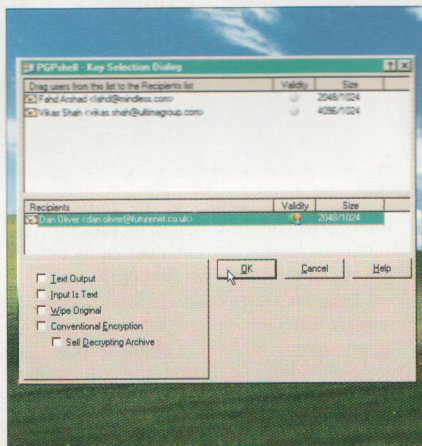 PGPshell - Key Selection Dialog
Drag users from this list to the Recipients list Validity Size
Fahd Arshad <fahd@mindless.com> 2048/1024
Vikas Shah <vikas.shah@ultimagroup.com> 4096/1024
Recipients Validity Size
Dan Oliver <dan.oliver@futurenet.co.uk> 2048/1024
OK Cancel Help
Text Output
Input Is Text
Wipe Original
Conventional Encryption
Self Decrypting Archive